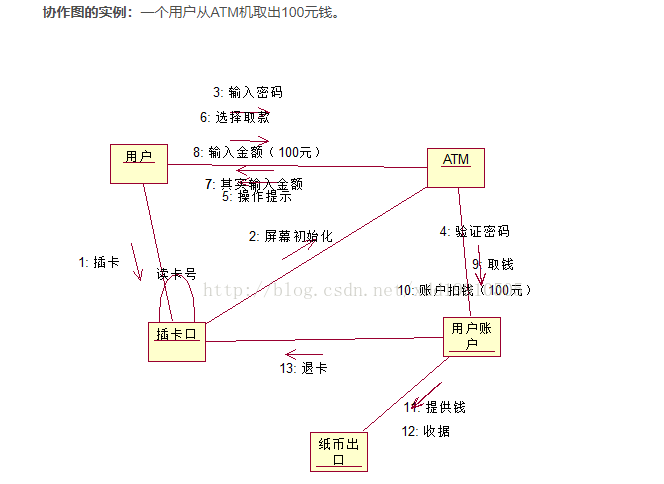 协作图的实例：一个用户从ATM机取出100元钱。
3: 输入密码
6: 选择取款
用户
8: 输入金额（100元）
ATM
7: 其实输入金额
5: 操作提示
2: 屏幕初始化
4: 验证密码
1: 插卡
读卡号
9: 取钱
http://blog.csdn.net
10: 账户扣钱（100元）
插卡口
用户账
户
13: 退卡
11: 提供钱
12: 收据
纸币出
口